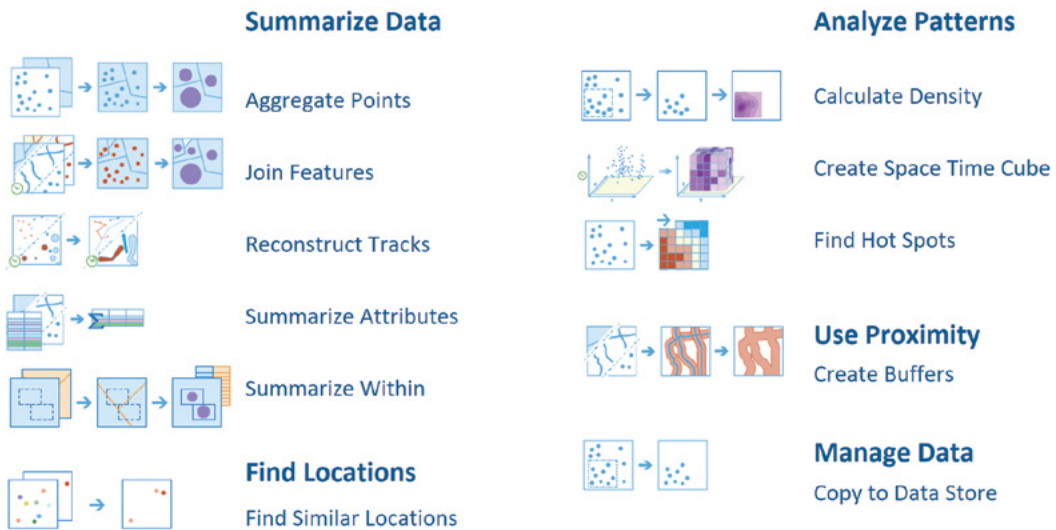 Summarize Data
Aggregate Points
Join Features
Reconstruct Tracks
Summarize Attributes
Summarize Within
Find Locations
Find Similar Locations
Analyze Patterns
Calculate Density
Create Space Time Cube
Find Hot Spots
Use Proximity
Create Buffers
Manage Data
Copy to Data Store